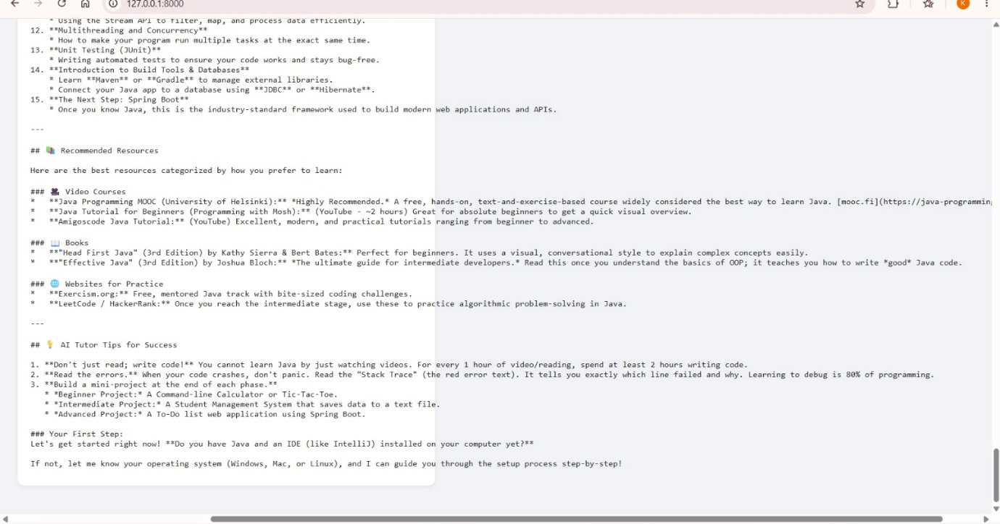 127.0.0.1:8000
K
* Using the Stream API to filter, map, and process data efficiently.
12. **Multithreading and Concurrency**
* How to make your program run multiple tasks at the exact same time.
13. **Unit Testing (JUnit)**
* Writing automated tests to ensure your code works and stays bug-free.
14. **Introduction to Build Tools & Databases**
* Learn **Maven** or **Gradle** to manage external libraries.
* Connect your Java app to a database using **JDBC** or **Hibernate**.
15. **The Next Step: Spring Boot**
* Once you know Java, this is the industry-standard framework used to build modern web applications and APIs.
---
## 📚 Recommended Resources
Here are the best resources categorized by how you prefer to learn:
### 🎥 Video Courses
* **Java Programming MOOC (University of Helsinki):** *Highly Recommended.* A free, hands-on, text-and-exercise-based course widely considered the best way to learn Java. [mooc.fi](https://java-programmin
* **Java Tutorial for Beginners (Programming with Mosh):** (YouTube - ~2 hours) Great for absolute beginners to get a quick visual overview.
* **Amigoscode Java Tutorial:** (YouTube) Excellent, modern, and practical tutorials ranging from beginner to advanced.
### 📖 Books
* **"Head First Java" (3rd Edition) by Kathy Sierra & Bert Bates:** Perfect for beginners. It uses a visual, conversational style to explain complex concepts easily.
* **"Effective Java" (3rd Edition) by Joshua Bloch:** *The ultimate guide for intermediate developers.* Read this once you understand the basics of OOP; it teaches you how to write *good* Java code.
### 🌐 Websites for Practice
* **Exercism.org:** Free, mentored Java track with bite-sized coding challenges.
* **LeetCode / HackerRank:** Once you reach the intermediate stage, use these to practice algorithmic problem-solving in Java.
---
## 💡 AI Tutor Tips for Success
1. **Don't just read; write code!** You cannot learn Java by just watching videos. For every 1 hour of video/reading, spend at least 2 hours writing code.
2. **Read the errors.** When your code crashes, don't panic. Read the "Stack Trace" (the red error text). It tells you exactly which line failed and why. Learning to debug is 80% of programming.
3. **Build a mini-project at the end of each phase.**
* *Beginner Project:* A Command-line Calculator or Tic-Tac-Toe.
* *Intermediate Project:* A Student Management System that saves data to a text file.
* *Advanced Project:* A To-Do list web application using Spring Boot.
### Your First Step:
Let's get started right now! **Do you have Java and an IDE (like IntelliJ) installed on your computer yet?**
If not, let me know your operating system (Windows, Mac, or Linux), and I can guide you through the setup process step-by-step!